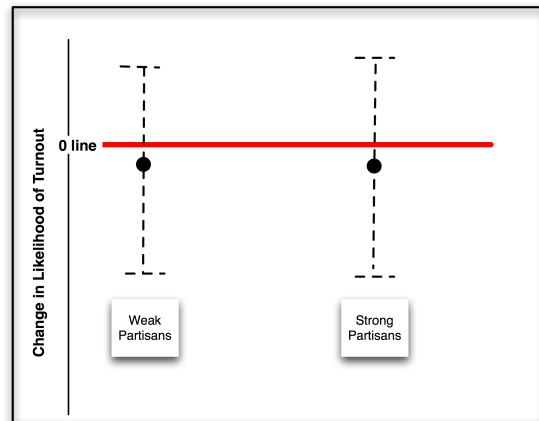 Change in Likelihood of Turnout
0 line
Weak
Partisans
Strong
Partisans